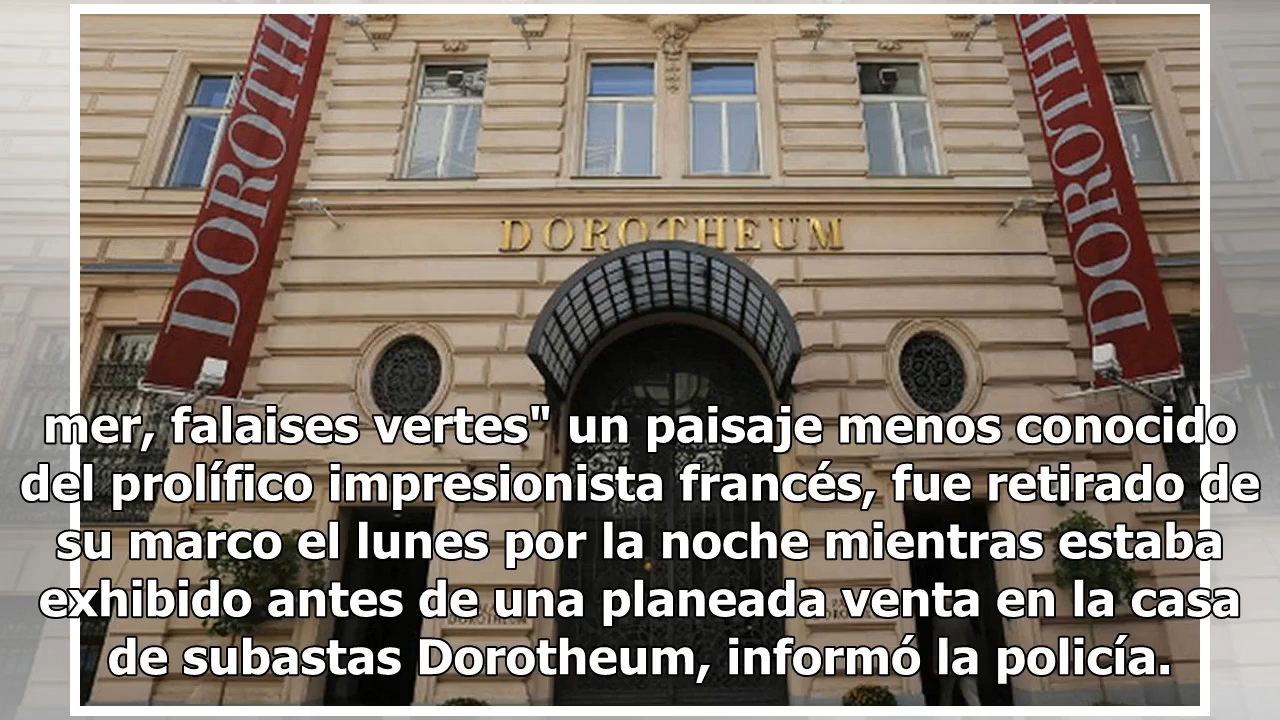 DOROTHE
DOROTHE
DOROTHEUM
mer, falaises vertes" un paisaje menos conocido
del prolífico impresionista francés, fue retirado de
su marco el lunes por la noche mientras estaba
exhibido antes de una planeada venta en la casa
de subastas Dorotheum, informó la policía.
DOROTHEUM